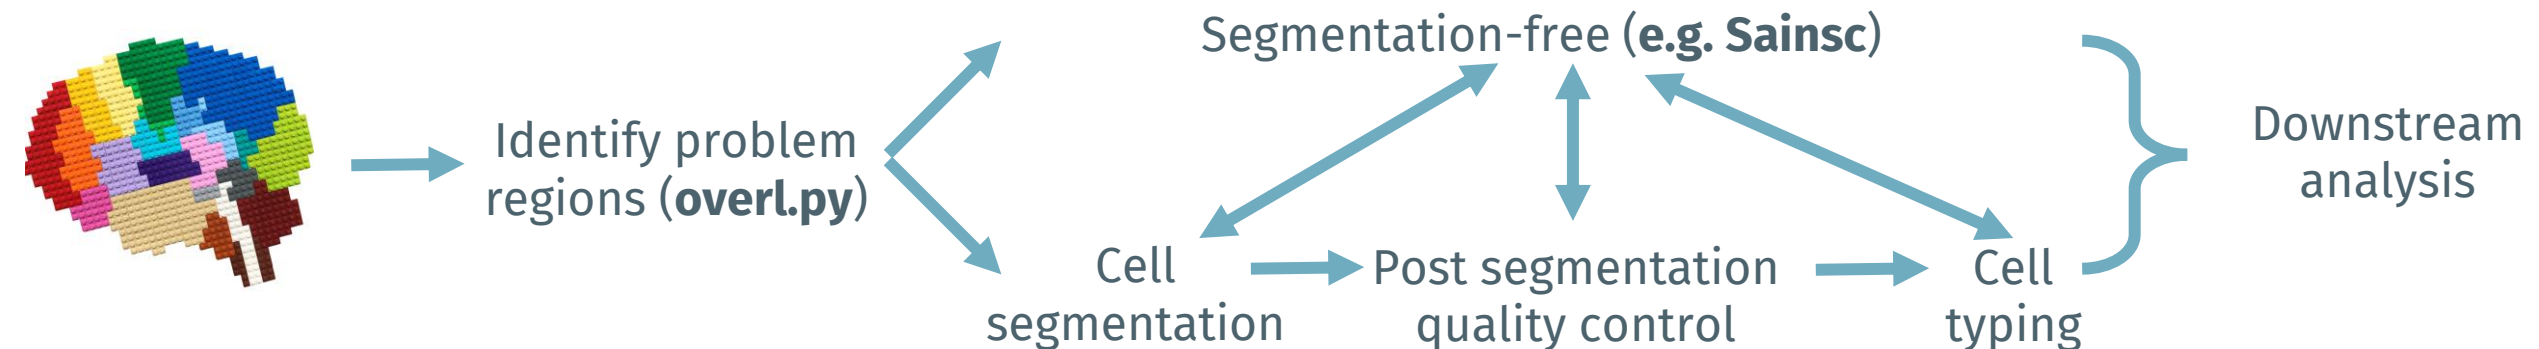 Segmentation-free (e.g. Sainsc)
Identify problem
regions (overl.py)
Cell
segmentation
Post segmentation
quality control
Cell
typing
Downstream
analysis